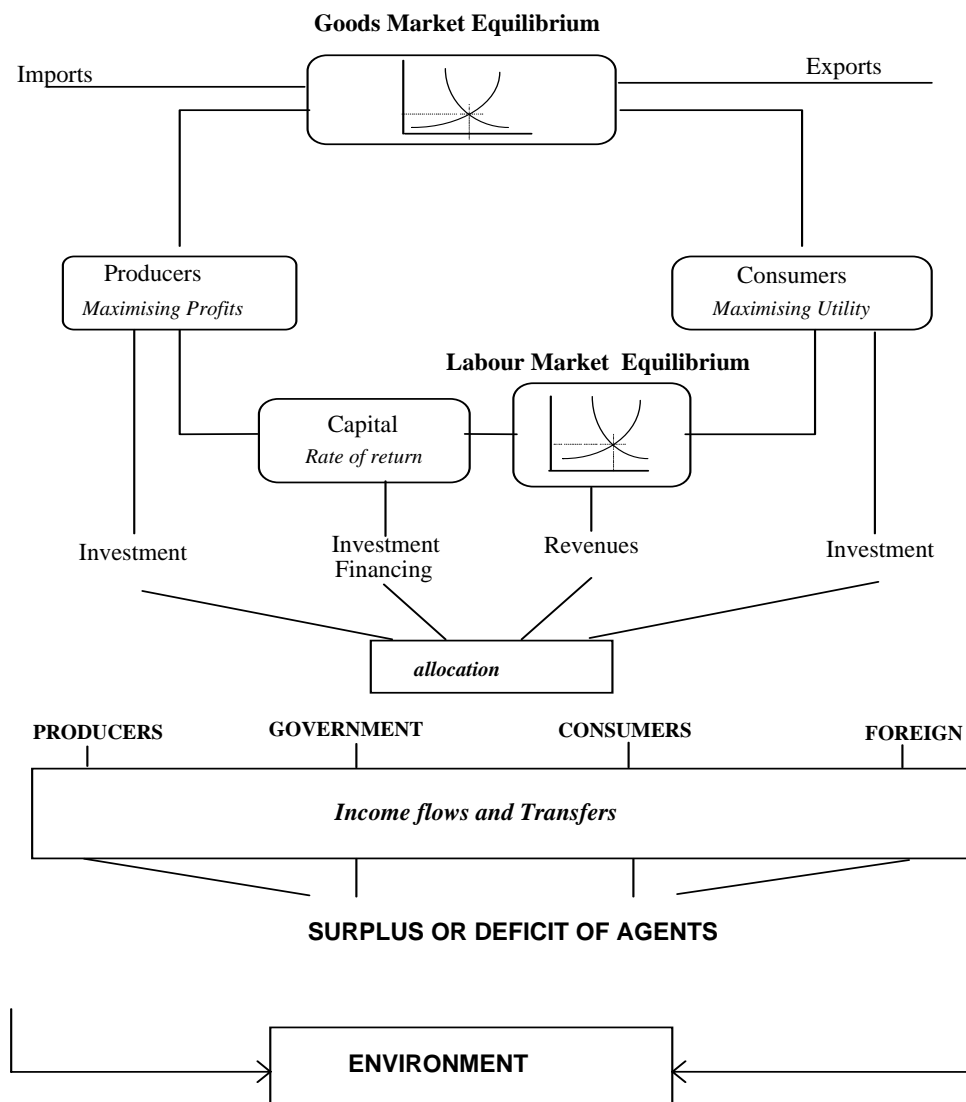 Goods Market Equilibrium
Imports
Exports
Producers
Maximising Profits
Consumers
Maximising Utility
Labour Market Equilibrium
Capital
Rate of return
Investment
Investment
Financing
Revenues
Investment
allocation
PRODUCERS
GOVERNMENT
CONSUMERS
FOREIGN
Income flows and Transfers
SURPLUS OR DEFICIT OF AGENTS
ENVIRONMENT